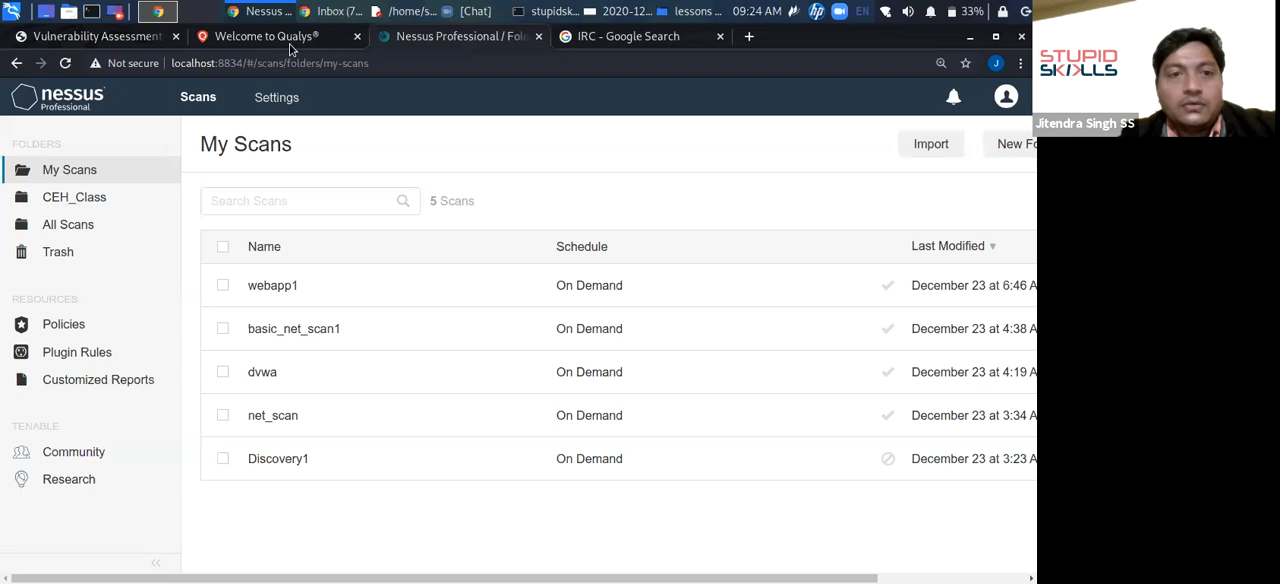 Nessus ... Inbox (7... /home/s... [Chat] stupidsk... 2020-12... lessons ... 09:24 AM EN 33%
Vulnerability Assessment Welcome to Qualys® Nessus Professional / Fol IRC - Google Search
Not secure localhost:8834/#/scans/folders/my-scans J
STUPID
SKILLS
Jitendra Singh SS
nessus
Professional
Scans Settings
FOLDERS
My Scans
CEH_Class
All Scans
Trash
RESOURCES
Policies
Plugin Rules
Customized Reports
TENABLE
Community
Research
My Scans Import New Fo
Search Scans 5 Scans
Name Schedule Last Modified
webapp1 On Demand December 23 at 6:46 A
basic_net_scan1 On Demand December 23 at 4:38 A
dvwa On Demand December 23 at 4:19 A
net_scan On Demand December 23 at 3:34 A
Discovery1 On Demand December 23 at 3:23 A